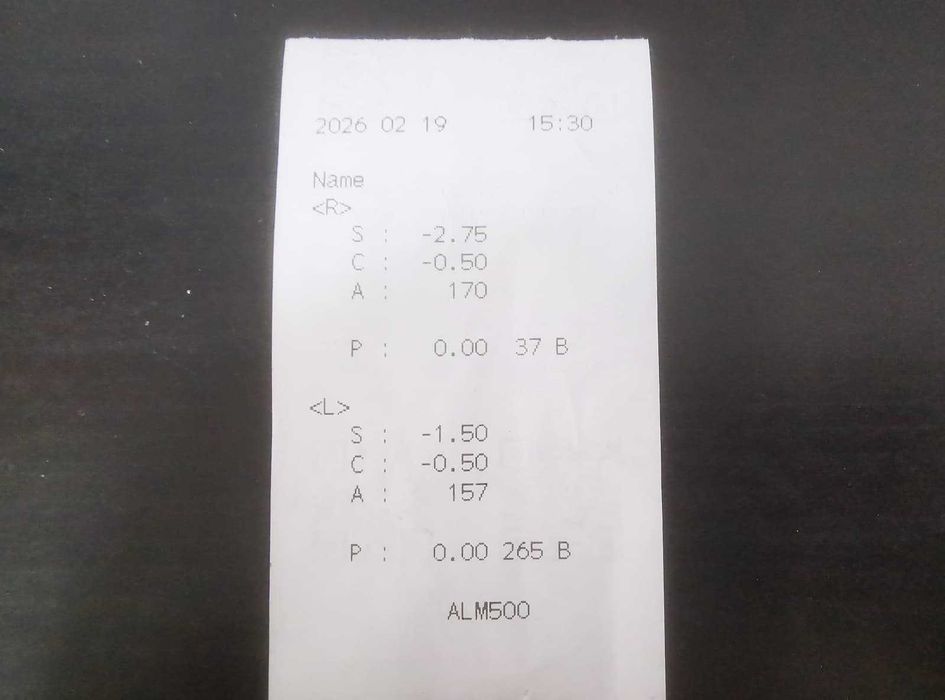 2026 02 19 15:30
Name
<R>
S : -2.75
C : -0.50
A : 170
P : 0.00 37 B
<L>
S : -1.50
C : -0.50
A : 157
P : 0.00 265 B
ALM500